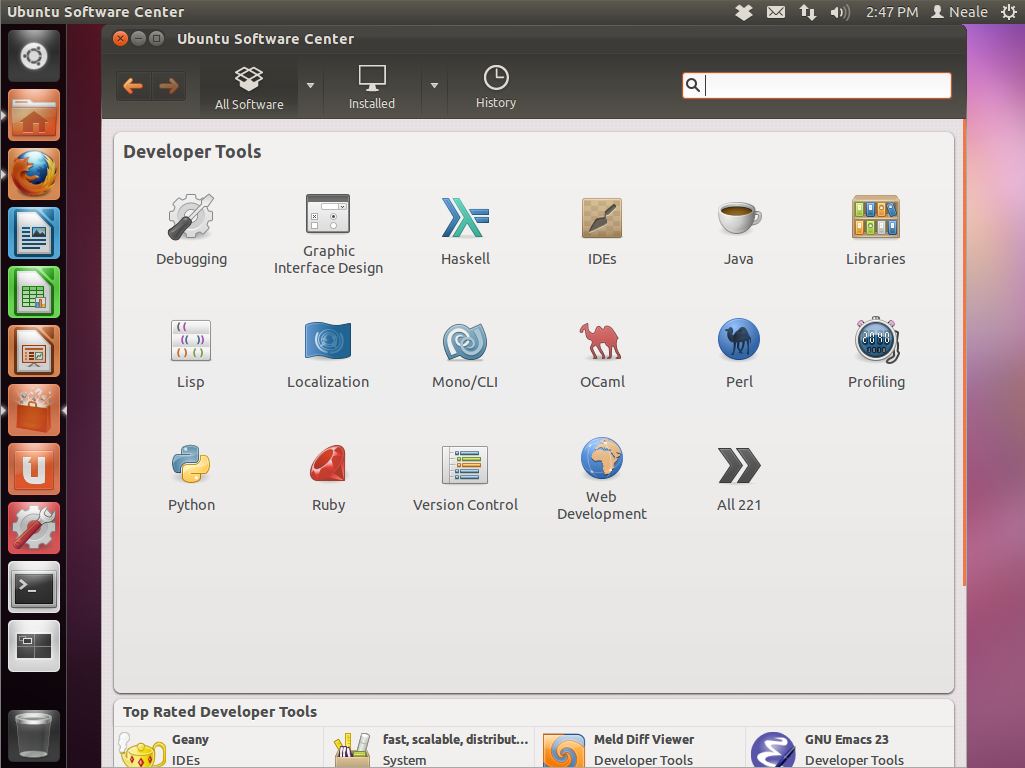 Ubuntu Software Center
2:47 PM
Neale
Ubuntu Software Center
All Software
Installed
History
Developer Tools
Debugging
Graphic
Interface Design
Haskell
IDEs
Java
Libraries
Lisp
Localization
Mono/CLI
OCaml
Perl
Profiling
Python
Ruby
Version Control
Web
Development
All 221
Top Rated Developer Tools
Geany
IDEs
fast, scalable, distribut...
System
Meld Diff Viewer
Developer Tools
GNU Emacs 23
Developer Tools